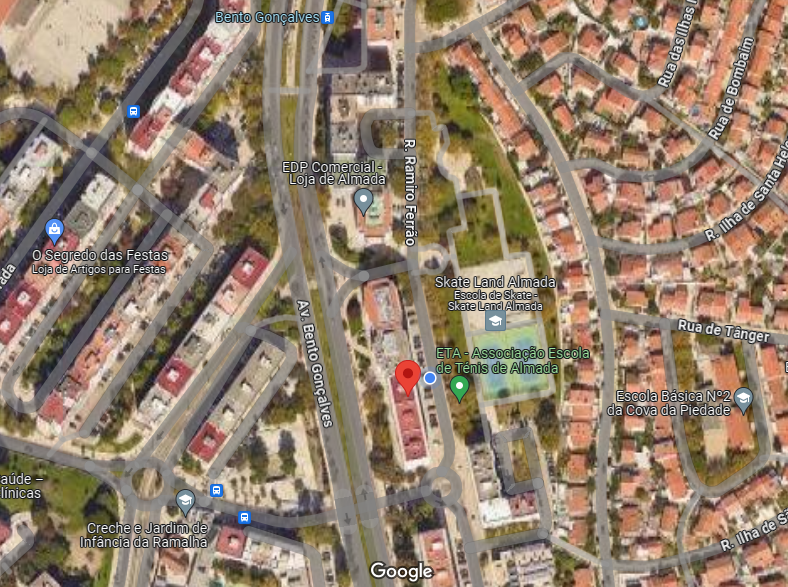 Bento Gonçalves
Rua das Ilhas
Rua de Bombaim
R. Ramiro Ferrão
EDP Comercial -
Loja de Almada
R. Ilha de Santa Hele
O Segredo das Festas
Loja de Artigos para Festas
ada
Skate Land Almada
Escola de Skate -
Skate Land Almada
Av. Bento Gonçalves
Rua de Tânger
ETA - Associação Escola
de Ténis de Almada
Escola Básica Nº2
da Cova da Piedade
aúde –
línicas
Creche e Jardim de
Infância da Ramalha
R. Ilha de Sa
Google